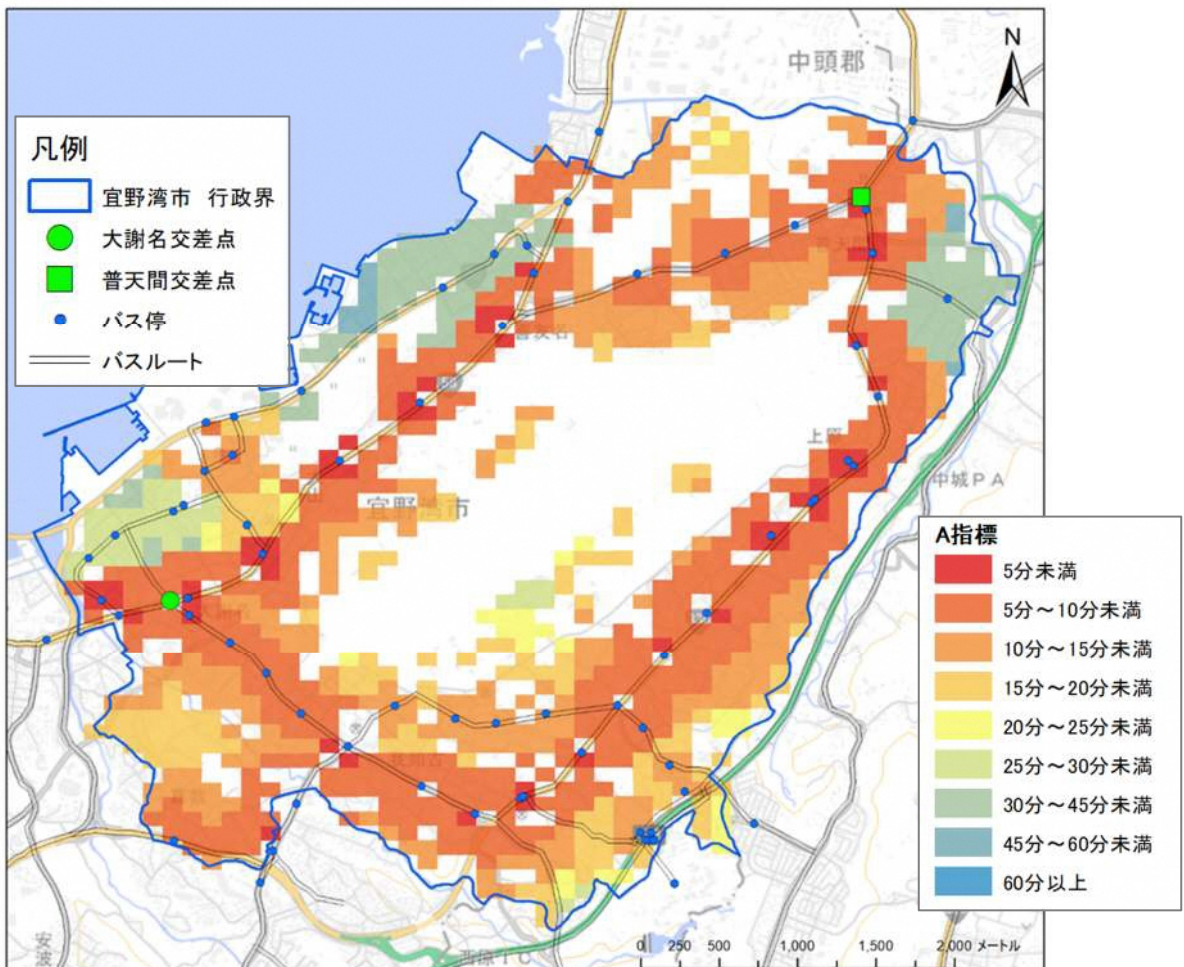 中頭郡
N
凡例
宜野湾市 行政界
大謝名交差点
普天間交差点
バス停
バスルート
喜友名
上原
宜野湾市
中城PA
A指標
5分未満
5分～10分未満
10分～15分未満
15分～20分未満
20分～25分未満
25分～30分未満
30分～45分未満
45分～60分未満
60分以上
西原IC
0 250 500 1,000 1,500 2,000 メートル